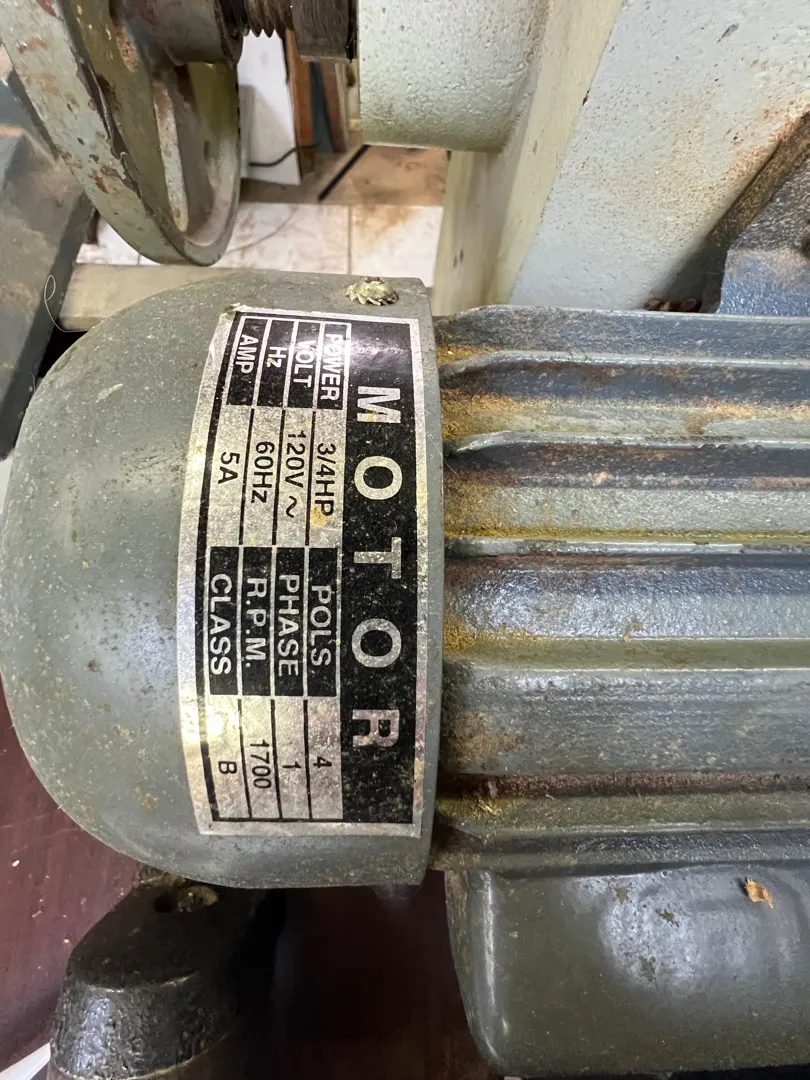 MOTOR
POWER 3/4HP POLS 4
VOLT 120V ~ PHASE 1
Hz 60Hz R.P.M. 1700
AMP 5A CLASS B